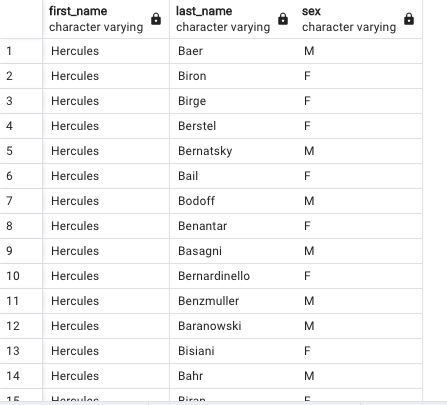 first_name last_name sex
character varying character varying character varying
1 Hercules Baer M
2 Hercules Biron F
3 Hercules Birge F
4 Hercules Berstel F
5 Hercules Bernatsky M
6 Hercules Bail F
7 Hercules Bodoff M
8 Hercules Benantar F
9 Hercules Basagni M
10 Hercules Bernardinello F
11 Hercules Benzmuller M
12 Hercules Baranowski M
13 Hercules Bisiani F
14 Hercules Bahr M
15 Hercules Biran F